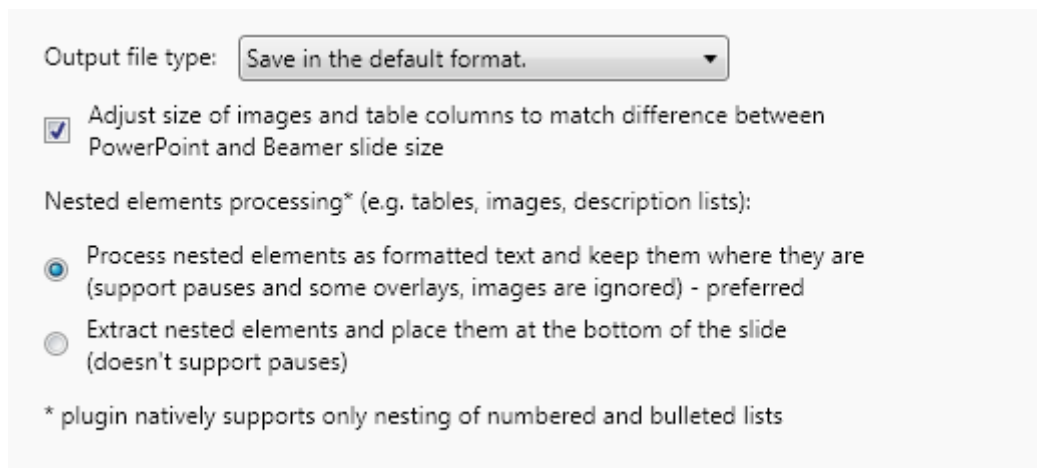 Output file type: Save in the default format.
Adjust size of images and table columns to match difference between
PowerPoint and Beamer slide size
Nested elements processing* (e.g. tables, images, description lists):
Process nested elements as formatted text and keep them where they are
(support pauses and some overlays, images are ignored) - preferred
Extract nested elements and place them at the bottom of the slide
(doesn't support pauses)
* plugin natively supports only nesting of numbered and bulleted lists